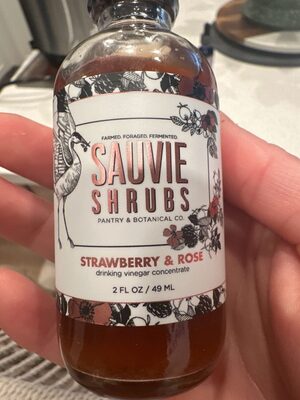 FARMED. FORAGED. FERMENTED.
SAUVIE
SHRUBS
PANTRY & BOTANICAL CO.
STRAWBERRY & ROSE
drinking vinegar concentrate
2 FL OZ / 49 ML